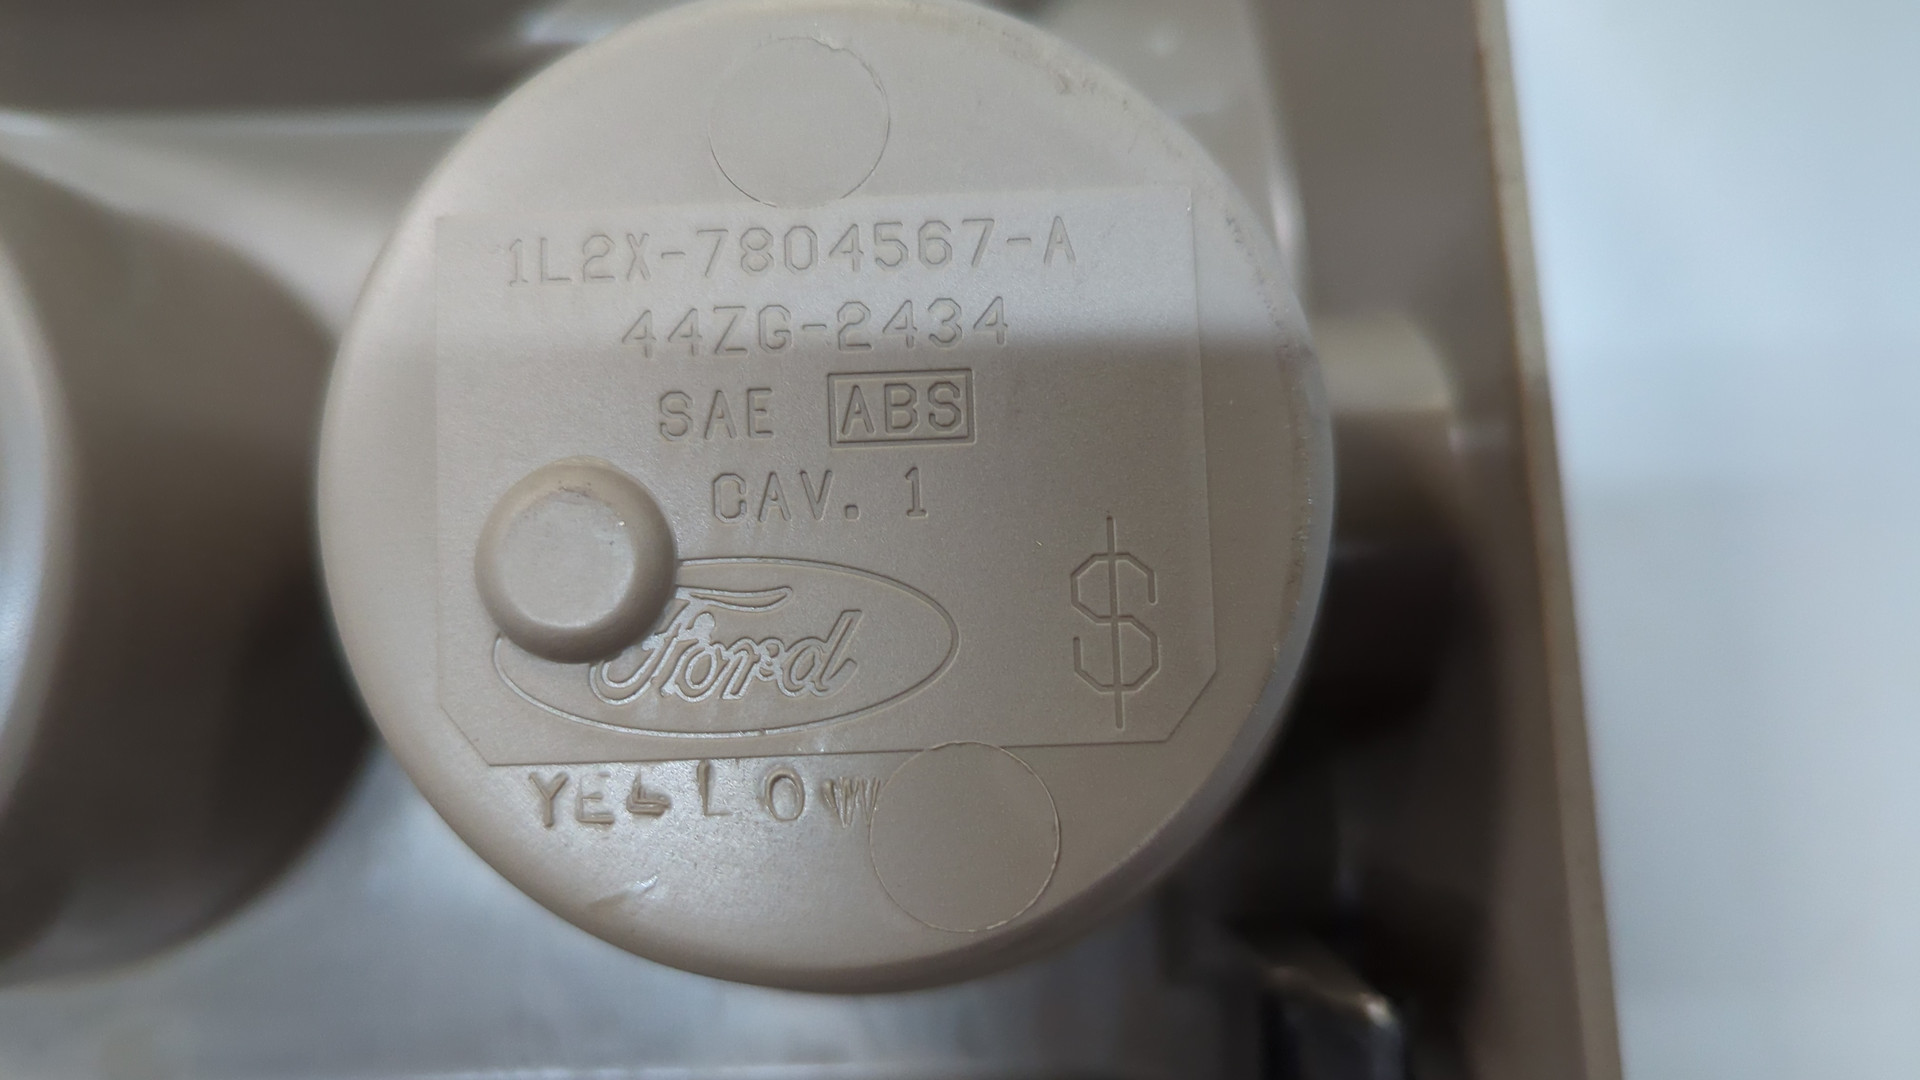 1L2X-7804567-A
44ZG-2434
SAE ABS
CAV. 1
Ford
$
YELLOW